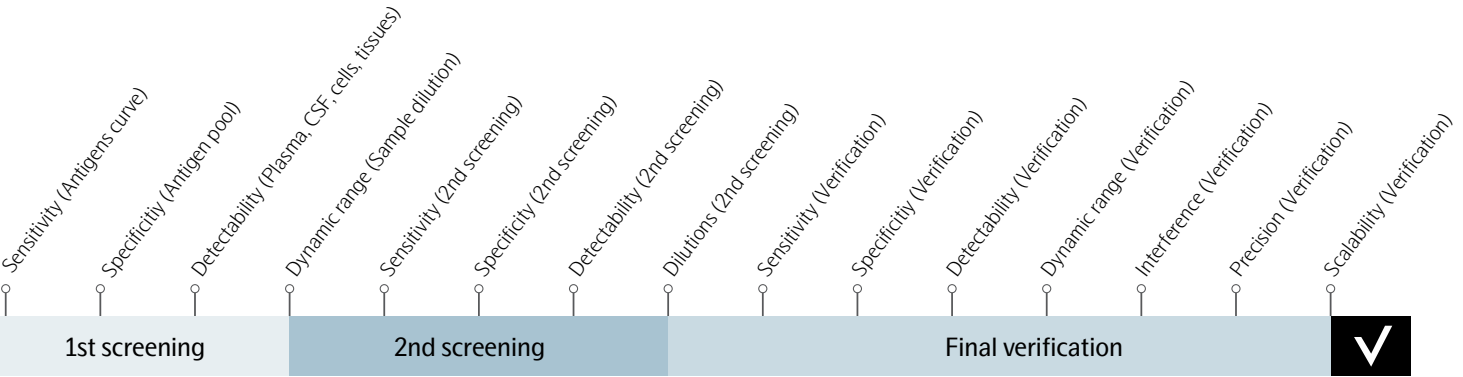 Sensitivity (Antigens curve)
Specificitiy (Antigen pool)
Detectability (Plasma, CSF, cells, tissues)
Dynamic range (Sample dilution)
Sensitivity (2nd screening)
Specificity (2nd screening)
Detectability (2nd screening)
Dilutions (2nd screening)
Sensitivity (Verification)
Specificitiy (Verification)
Detectability (Verification)
Dynamic range (Verification)
Interference (Verification)
Precision (Verification)
Scalability (Verification)
1st screening
2nd screening
Final verification